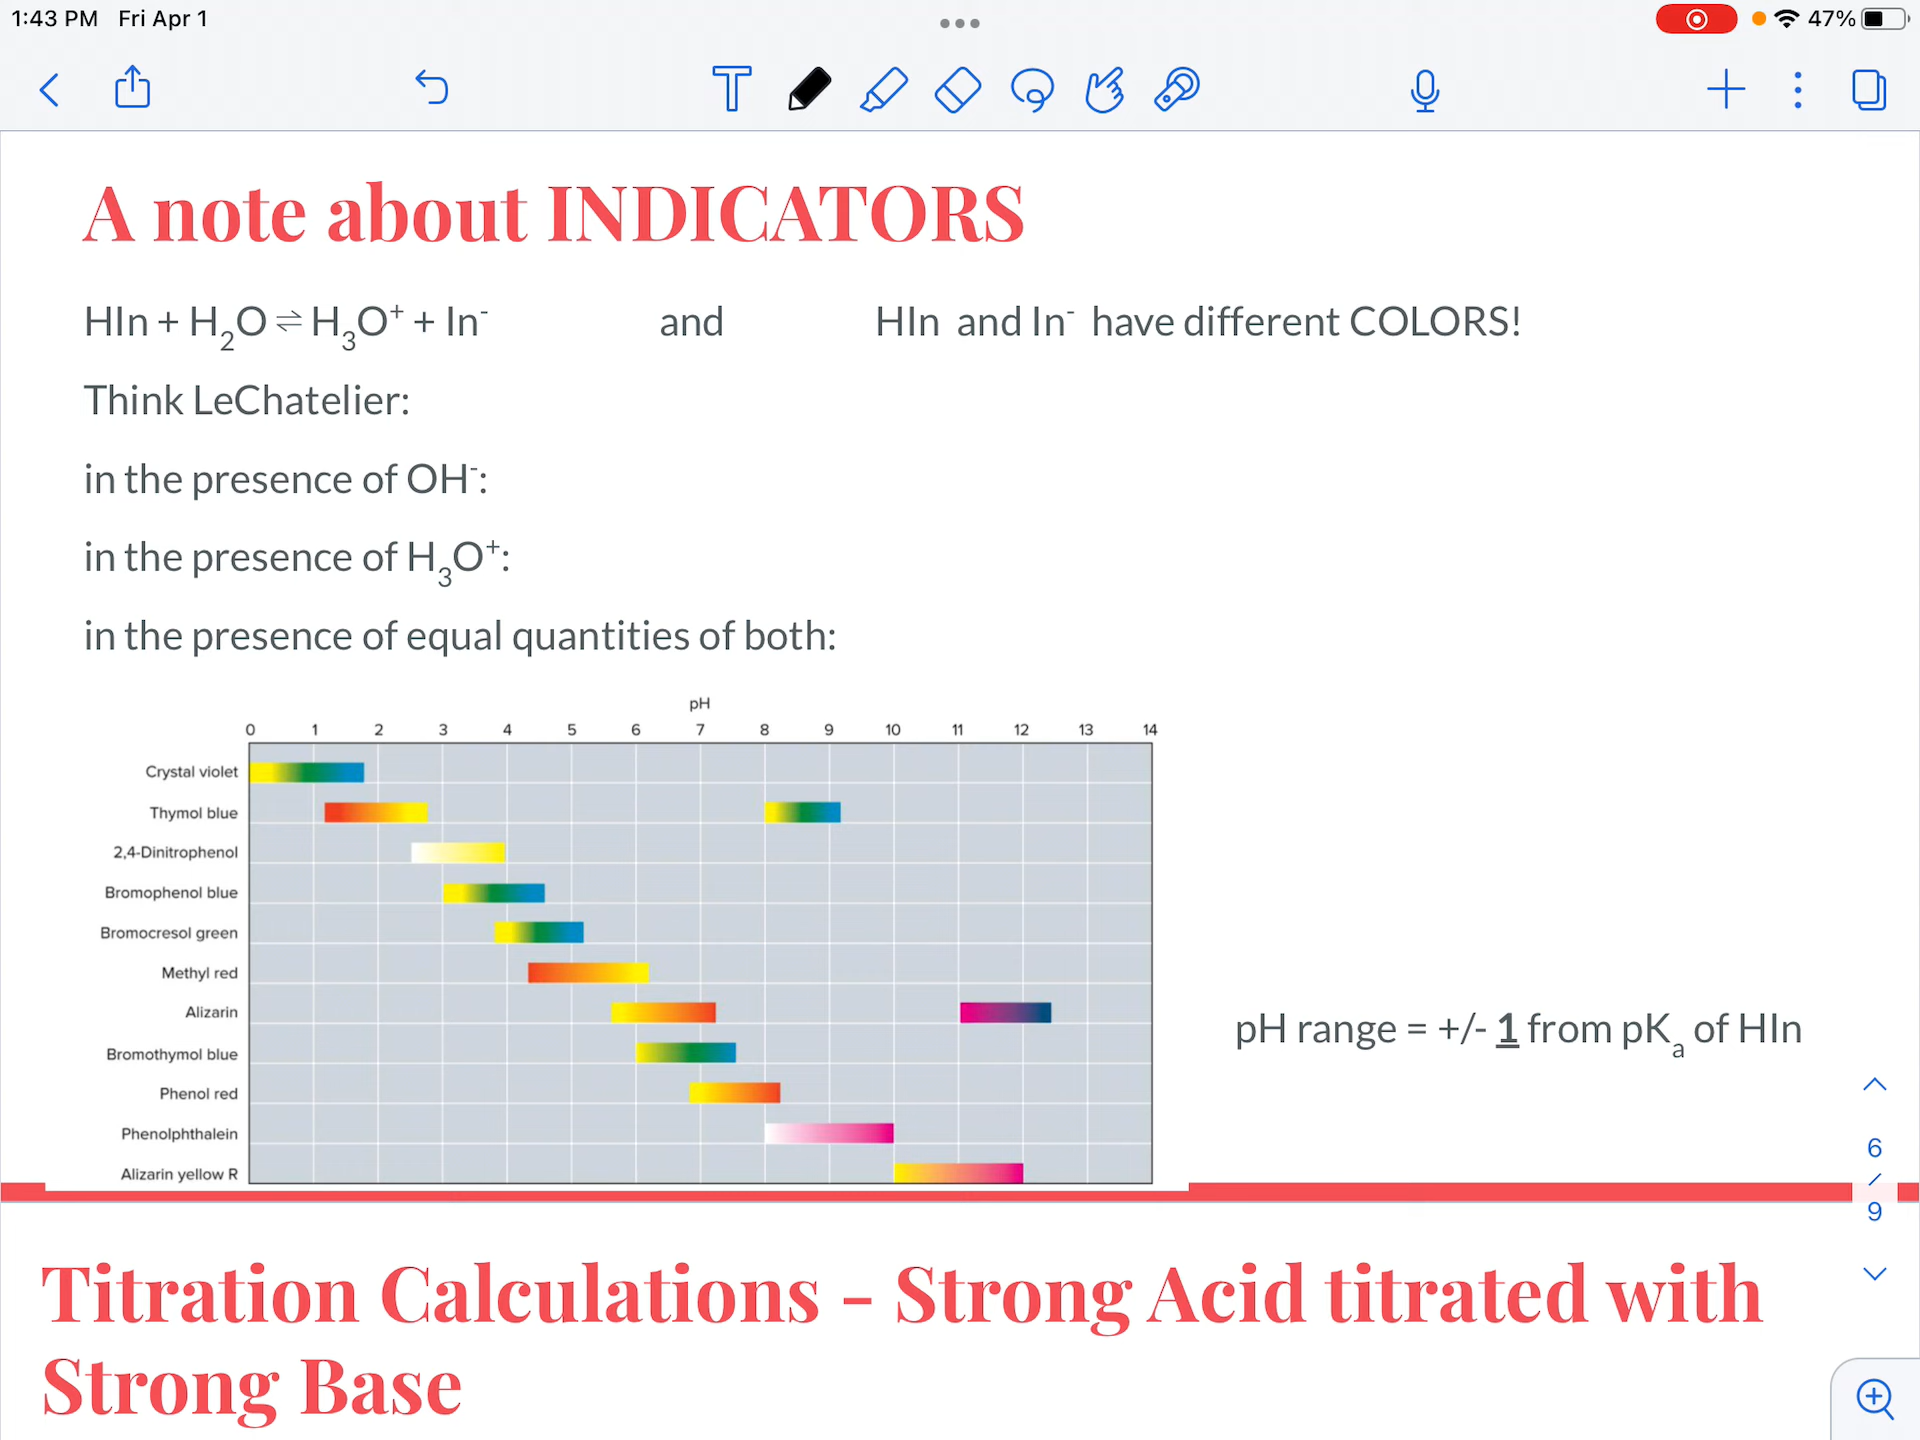 1:43 PM Fri Apr 1
47%
A note about INDICATORS
HIn + H₂O ⇌ H₃O⁺ + In⁻ and HIn and In⁻ have different COLORS!
Think LeChatelier:
in the presence of OH⁻:
in the presence of H₃O⁺:
in the presence of equal quantities of both:
pH
0 1 2 3 4 5 6 7 8 9 10 11 12 13 14
Crystal violet
Thymol blue
2,4-Dinitrophenol
Bromophenol blue
Bromocresol green
Methyl red
Alizarin
Bromothymol blue
Phenol red
Phenolphthalein
Alizarin yellow R
pH range = +/- 1 from pKₐ of HIn
6
/
9
Titration Calculations - Strong Acid titrated with
Strong Base